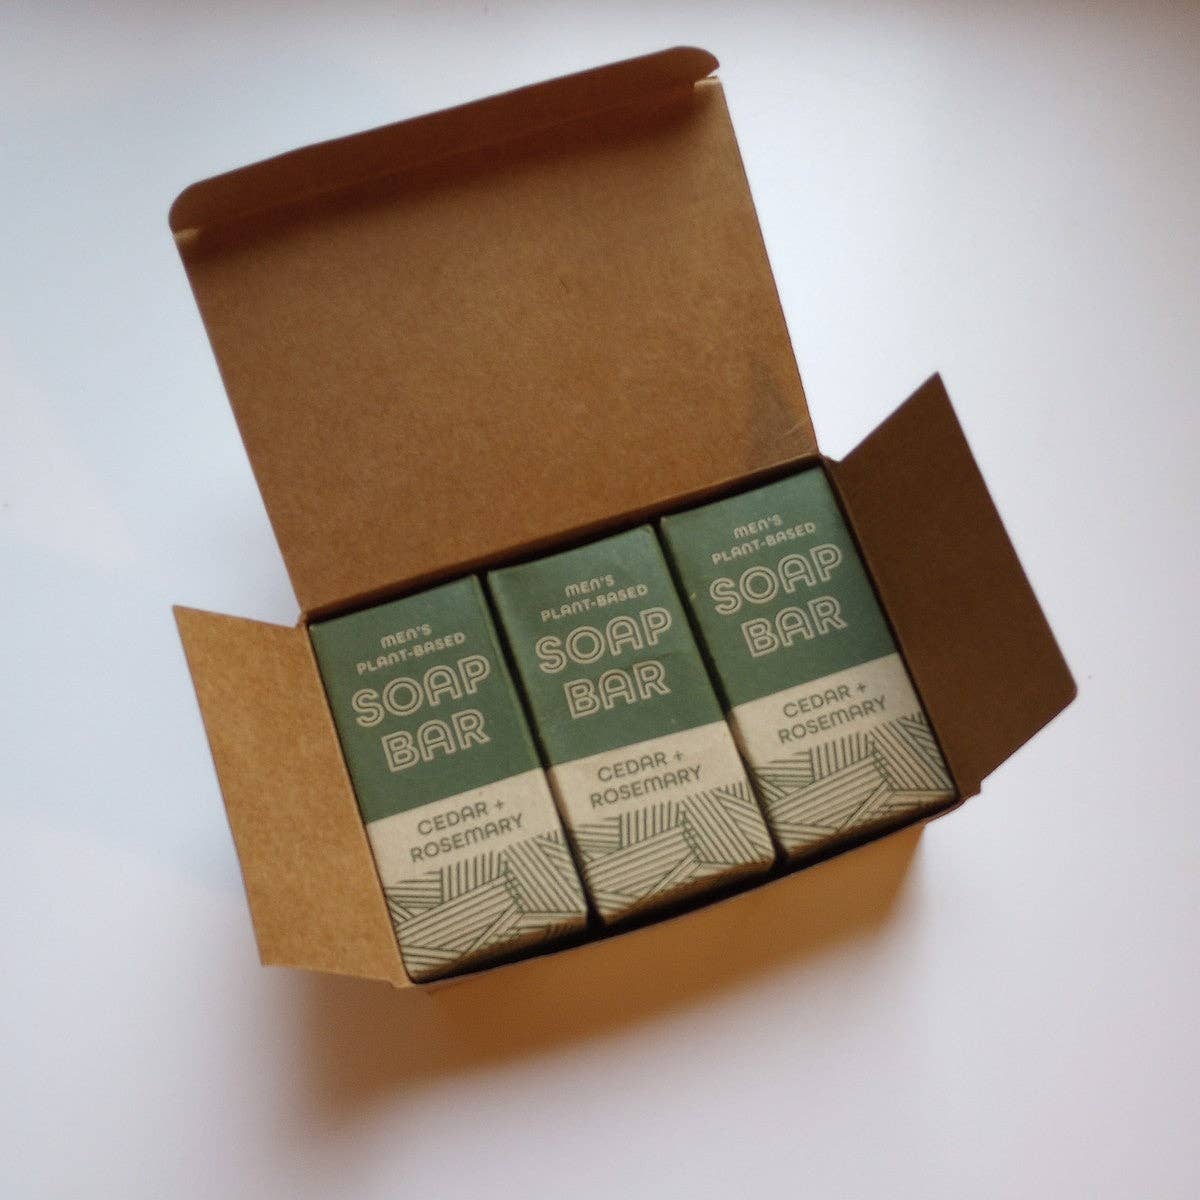 MEN'S
PLANT-BASED
SOAP
BAR
CEDAR +
ROSEMARY
MEN'S
PLANT-BASED
SOAP
BAR
CEDAR +
ROSEMARY
MEN'S
PLANT-BASED
SOAP
BAR
CEDAR +
ROSEMARY